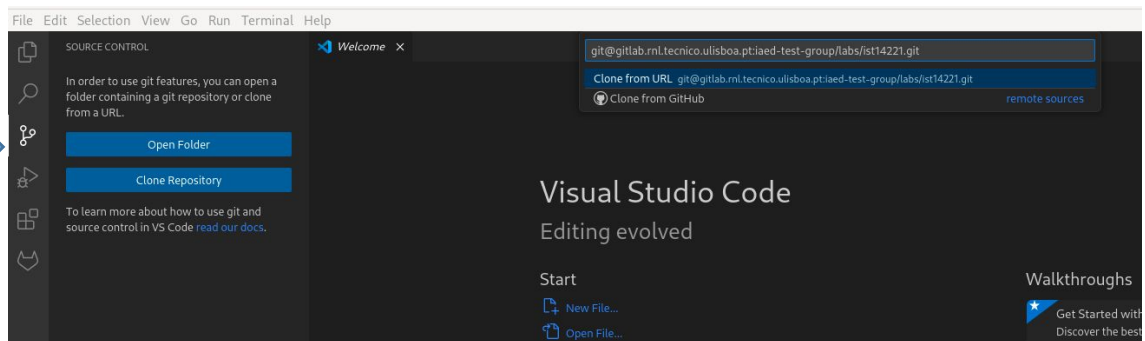 File Edit Selection View Go Run Terminal Help
SOURCE CONTROL
In order to use git features, you can open a
folder containing a git repository or clone
from a URL.
Open Folder
Clone Repository
To learn more about how to use git and
source control in VS Code read our docs.
Welcome
git@gitlab.rnl.tecnico.ulisboa.pt:iaed-test-group/labs/ist14221.git
Clone from URL git@gitlab.rnl.tecnico.ulisboa.pt:iaed-test-group/labs/ist14221.git
Clone from GitHub remote sources
Visual Studio Code
Editing evolved
Start
New File...
Open File...
Walkthroughs
Get Started with
Discover the best